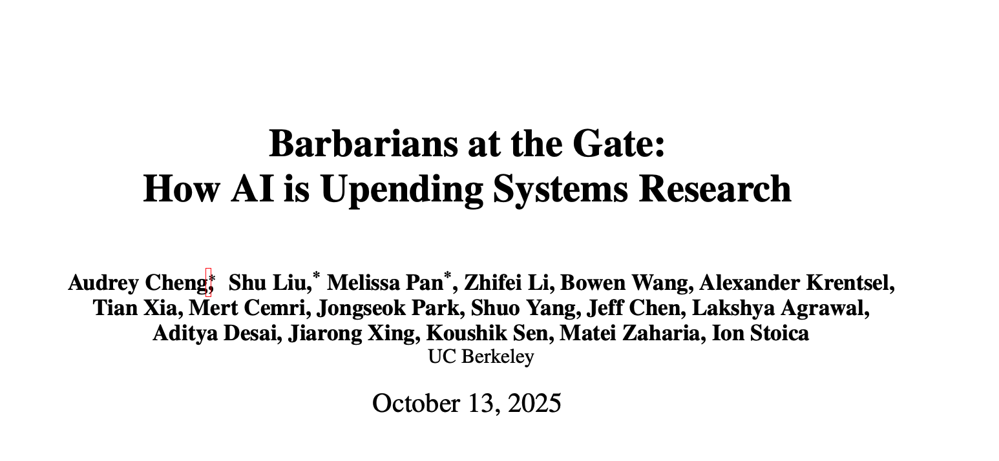 Barbarians at the Gate:
How AI is Upending Systems Research
Audrey Cheng,* Shu Liu,* Melissa Pan*, Zhifei Li, Bowen Wang, Alexander Krentsel,
Tian Xia, Mert Cemri, Jongseok Park, Shuo Yang, Jeff Chen, Lakshya Agrawal,
Aditya Desai, Jiarong Xing, Koushik Sen, Matei Zaharia, Ion Stoica
UC Berkeley
October 13, 2025